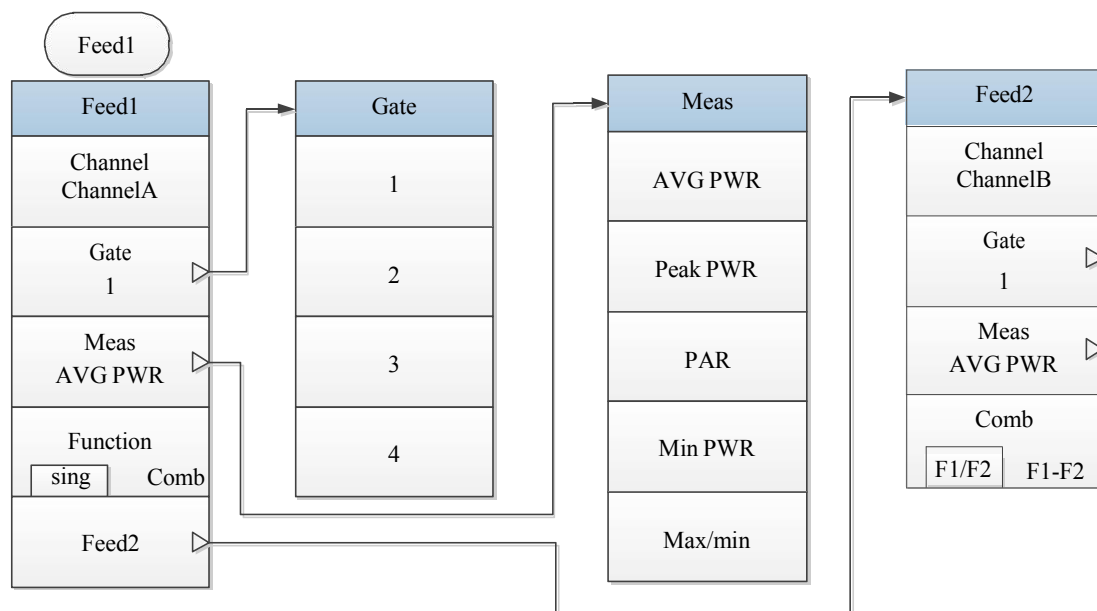 Feed1
Feed1
Channel
ChannelA
Gate
1
Meas
AVG PWR
Function
sing Comb
Feed2
Gate
1
2
3
4
Meas
AVG PWR
Peak PWR
PAR
Min PWR
Max/min
Feed2
Channel
ChannelB
Gate
1
Meas
AVG PWR
Comb
F1/F2 F1-F2